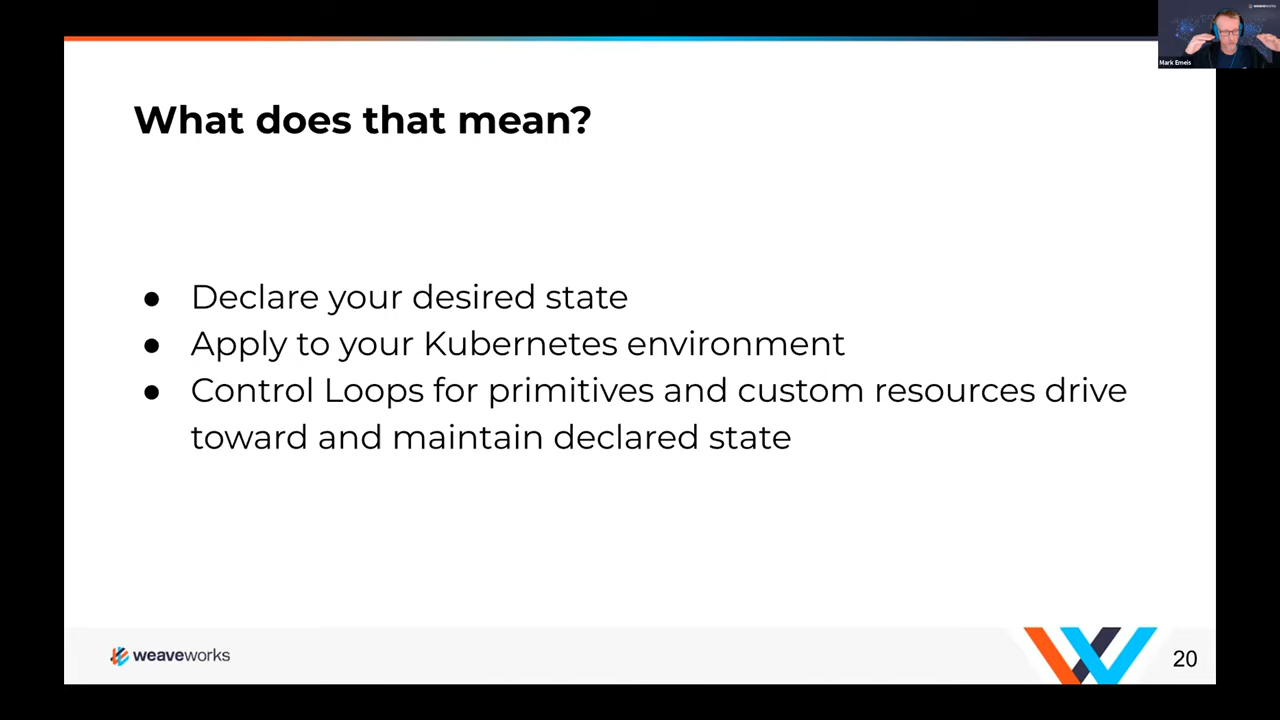 weaveworks
Mark Emeis
What does that mean?
● Declare your desired state
● Apply to your Kubernetes environment
● Control Loops for primitives and custom resources drive
toward and maintain declared state
weaveworks
20